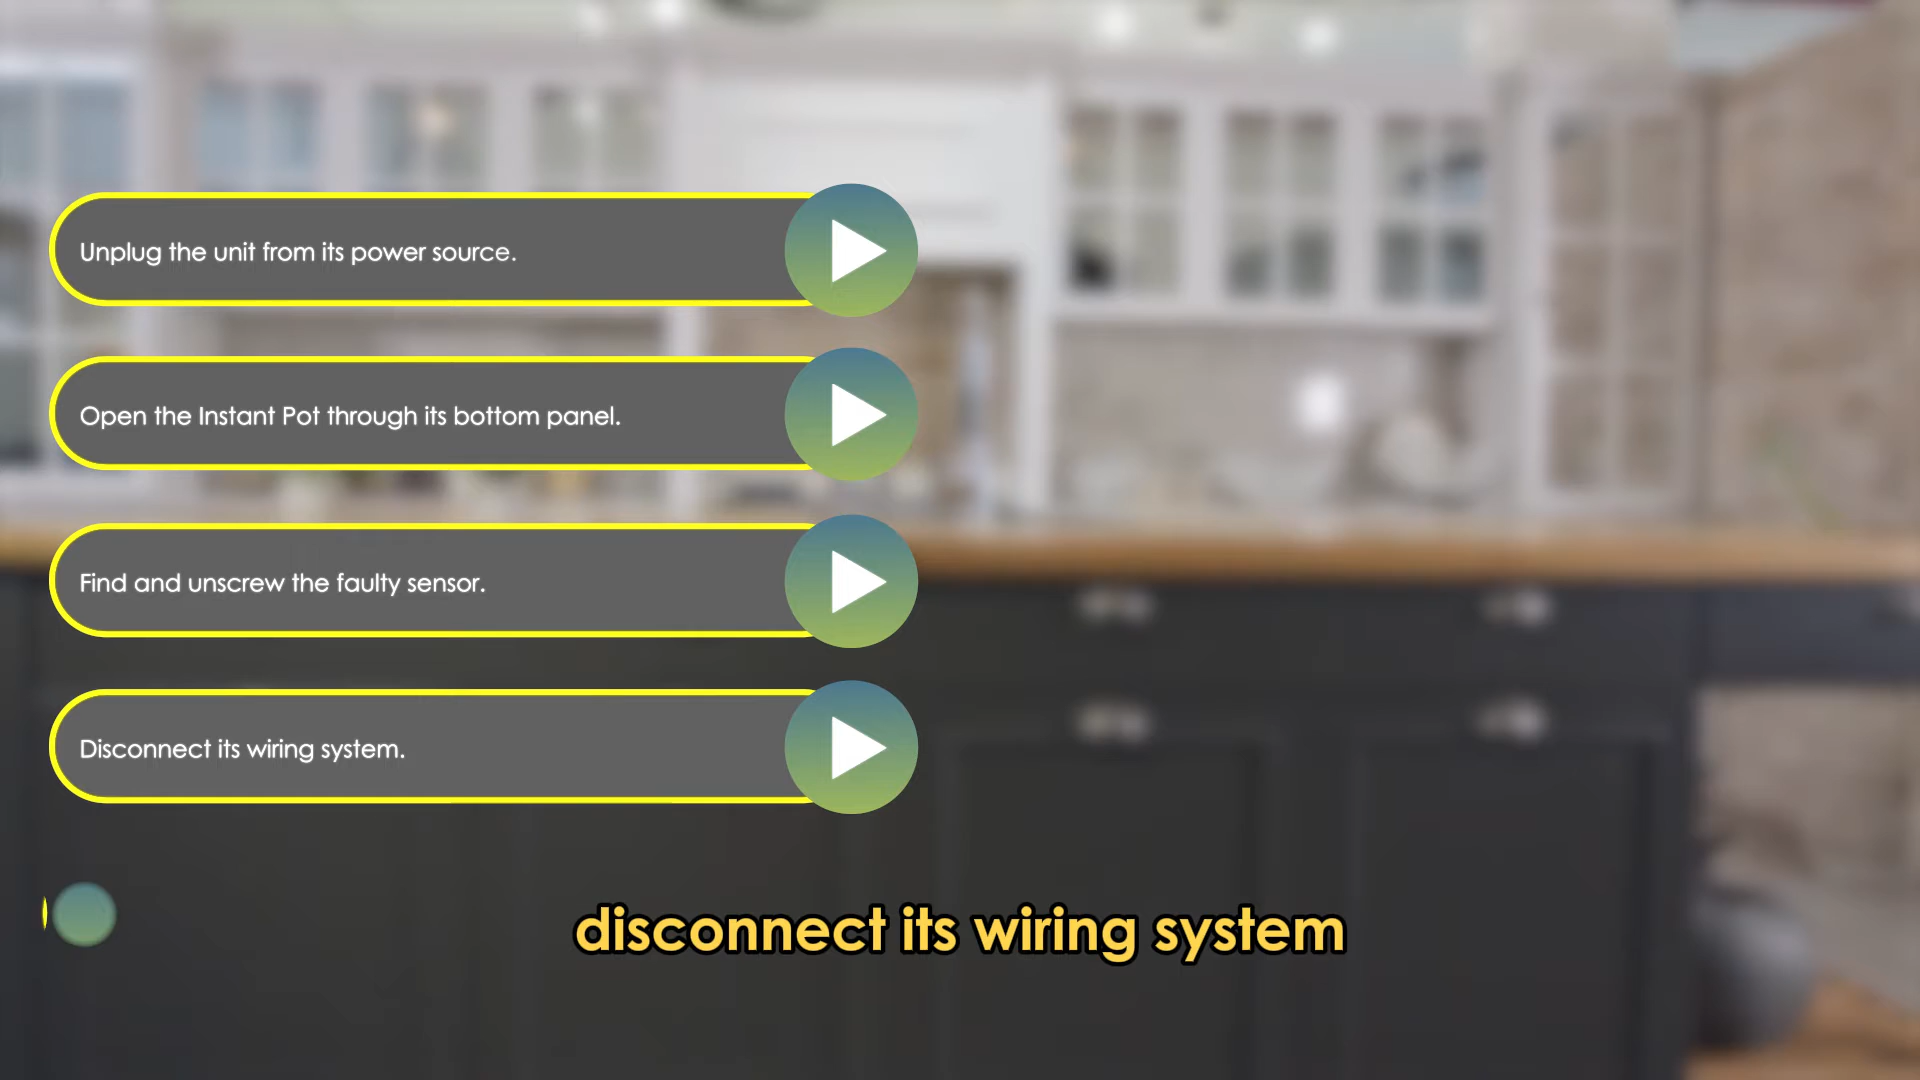 Unplug the unit from its power source.
Open the Instant Pot through its bottom panel.
Find and unscrew the faulty sensor.
Disconnect its wiring system.
disconnect its wiring system